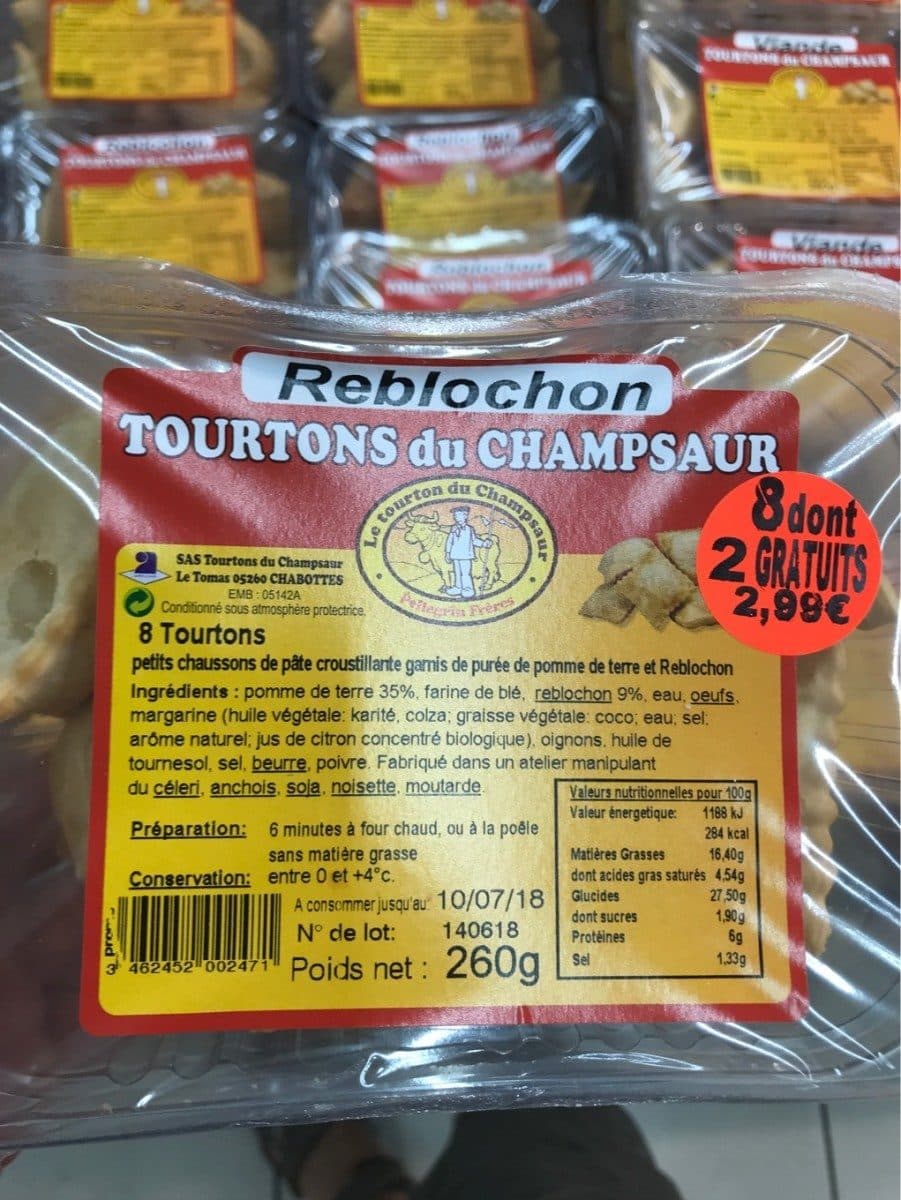 Viande
TOURTONS du CHAMPSAUR
Reblochon
Viande
TOURTONS du CHAMPS
Reblochon
TOURTONS du CHAMPSAUR
Le tourton du Champsaur
Pellegrin Frères
8 dont
2 GRATUITS
2,99€
SAS Tourtons du Champsaur
Le Tomas 05260 CHABOTTES
EMB : 05142A
Conditionné sous atmosphère protectrice.
8 Tourtons
petits chaussons de pâte croustillante garnis de purée de pomme de terre et Reblochon
Ingrédients : pomme de terre 35%, farine de blé, reblochon 9%, eau, oeufs,
margarine (huile végétale: karité, colza; graisse végétale: coco; eau; sel;
arôme naturel; jus de citron concentré biologique), oignons, huile de
tournesol, sel, beurre, poivre. Fabriqué dans un atelier manipulant
du céleri, anchois, soja, noisette, moutarde.
Préparation: 6 minutes à four chaud, ou à la poêle
sans matière grasse
Conservation: entre 0 et +4°c.
A consommer jusqu'au: 10/07/18
N° de lot: 140618
Poids net : 260g
3 462452 002471
Valeurs nutritionnelles pour 100g
Valeur énergetique: 1188 kJ
284 kcal
Matières Grasses 16,40g
dont acides gras saturés 4,54g
Glucides 27,50g
dont sucres 1,90g
Protéines 6g
Sel 1,33g